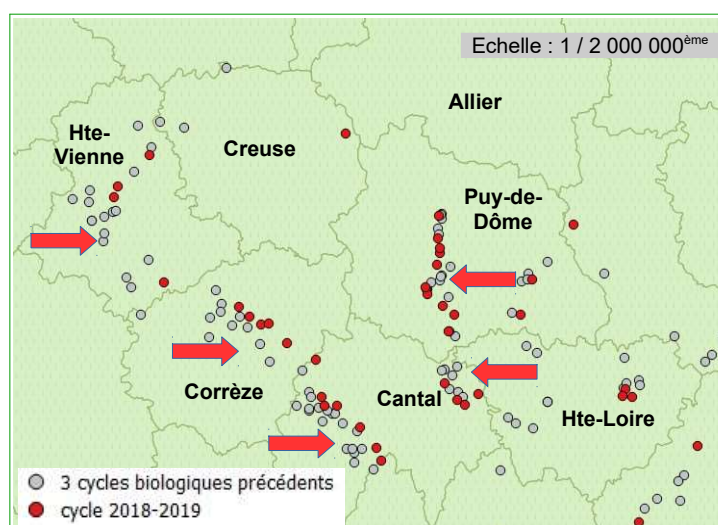 Echelle : 1 / 2 000 000ème
Allier
Hte-
Vienne
Creuse
Puy-de-
Dôme
Corrèze
Cantal
Hte-Loire
3 cycles biologiques précédents
cycle 2018-2019